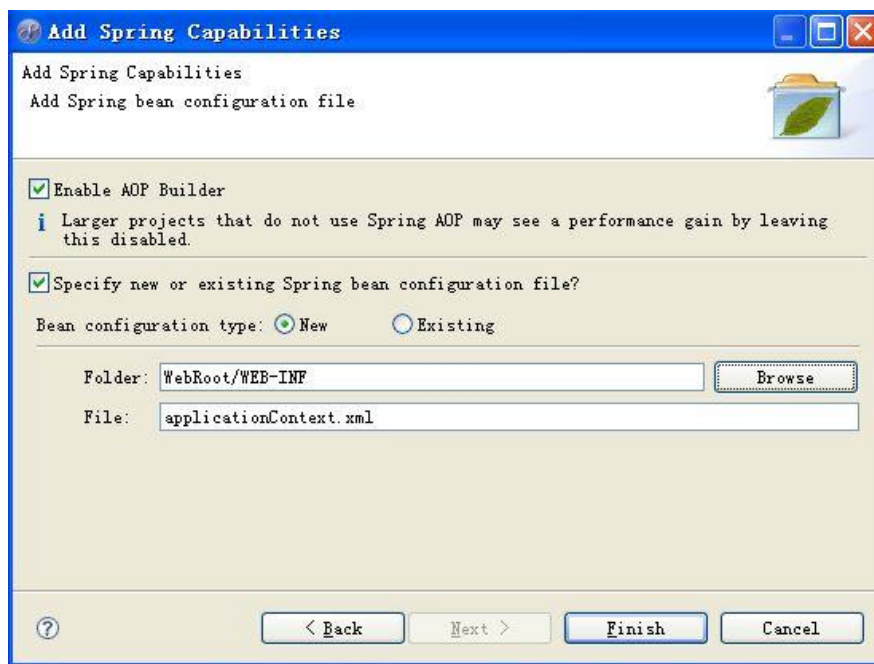 Add Spring Capabilities
Add Spring Capabilities
Add Spring bean configuration file
Enable AOP Builder
Larger projects that do not use Spring AOP may see a performance gain by leaving
this disabled.
Specify new or existing Spring bean configuration file?
Bean configuration type: New Existing
Folder: WebRoot/WEB-INF Browse
File: applicationContext.xml
< Back Next > Finish Cancel